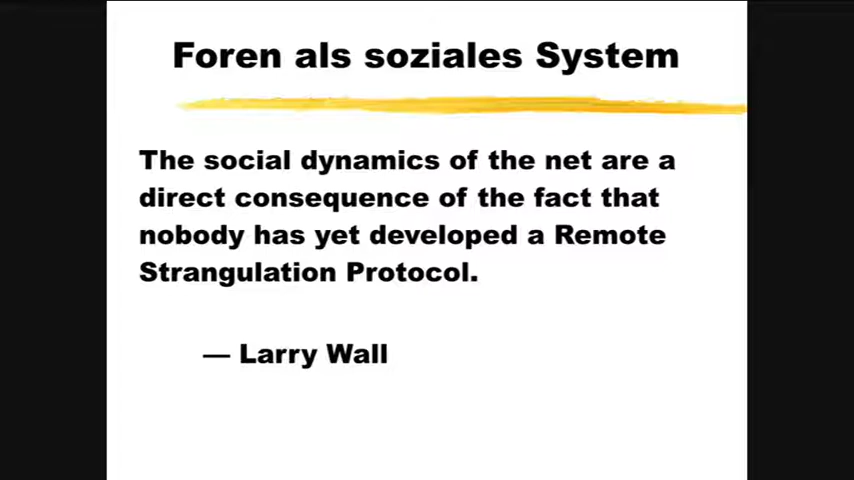 Foren als soziales System
The social dynamics of the net are a
direct consequence of the fact that
nobody has yet developed a Remote
Strangulation Protocol.
— Larry Wall